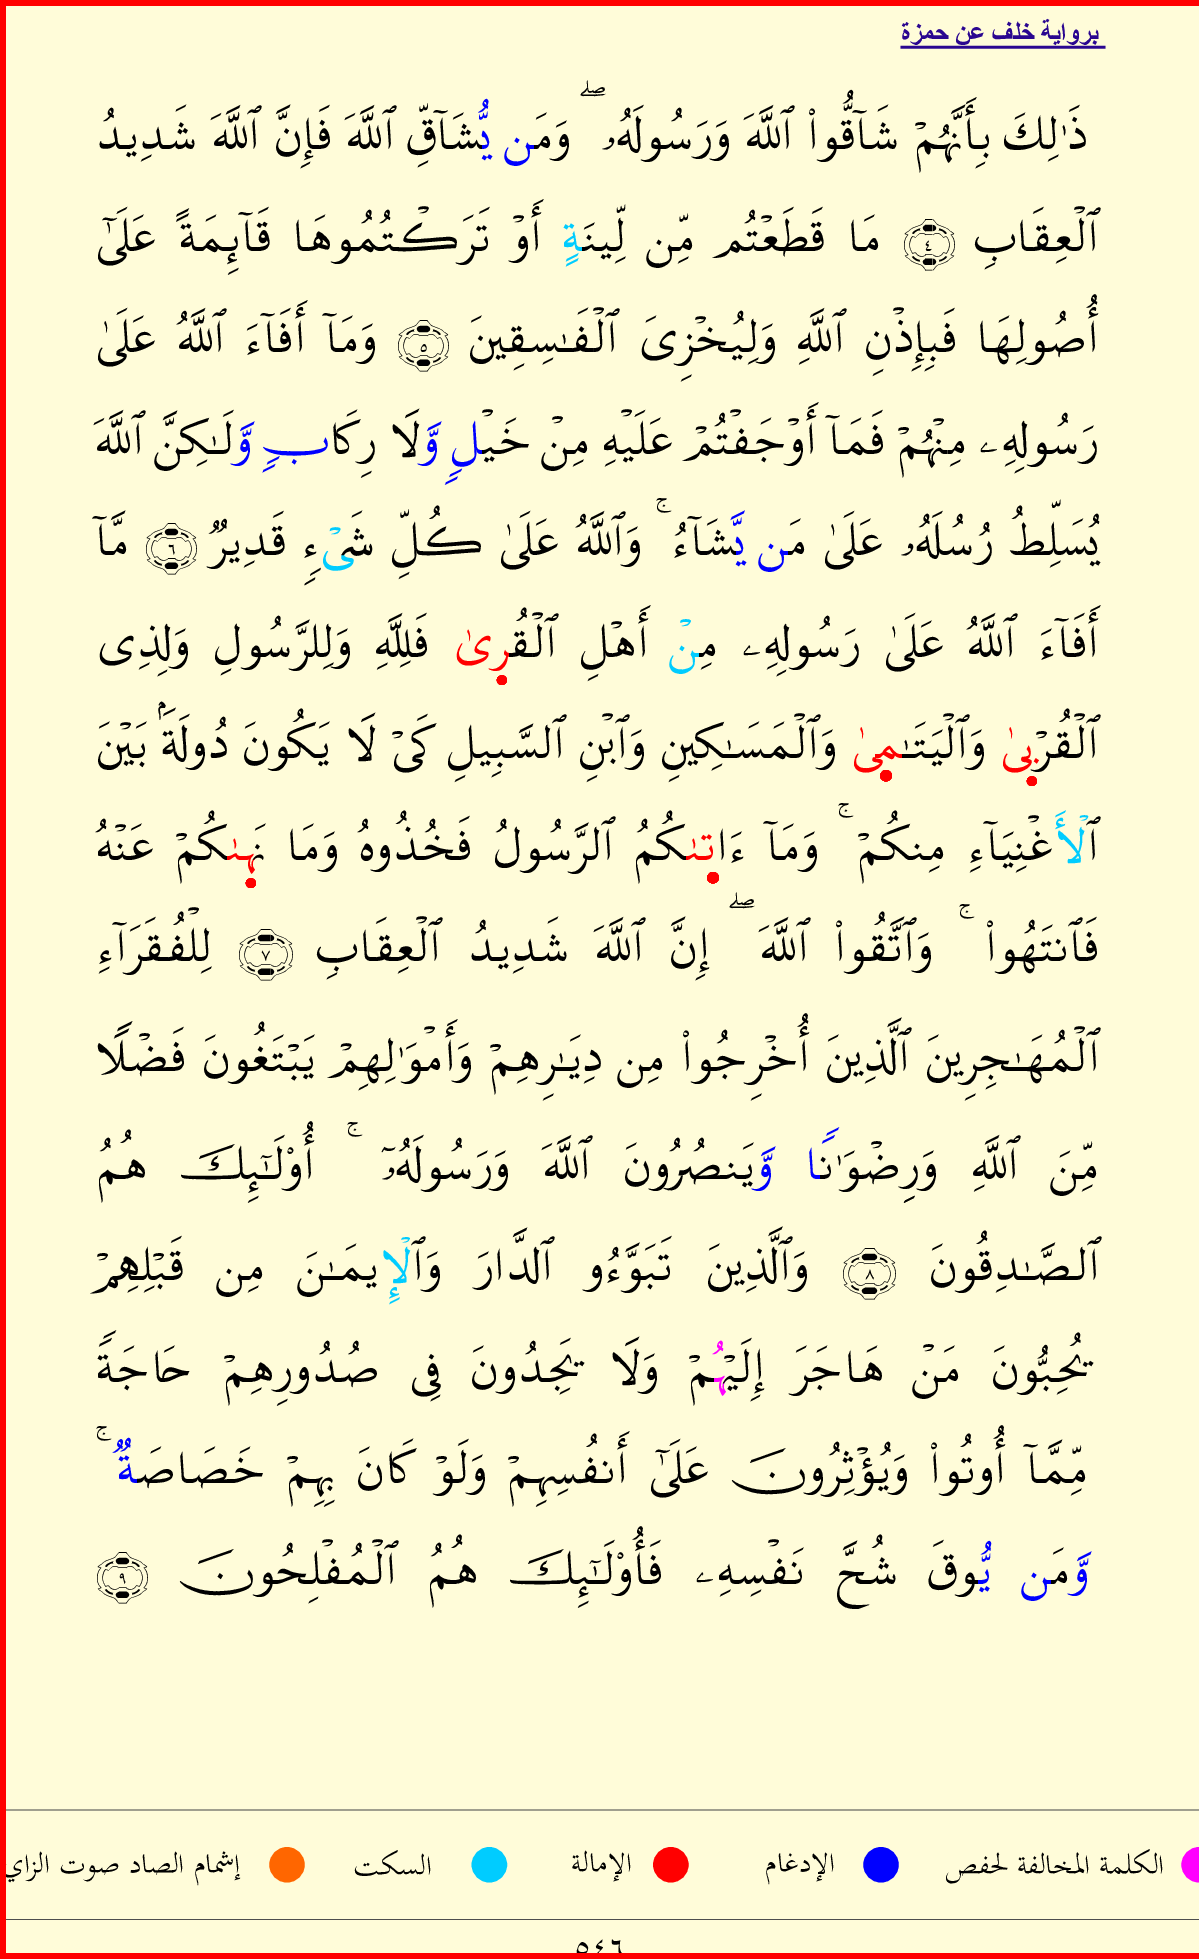 برواية خلف عن حمزة
ذَٰلِكَ بِأَنَّهُمْ شَآقُّوا۟ ٱللَّهَ وَرَسُولَهُۥ ۖ وَمَن يُّشَآقِّ ٱللَّهَ فَإِنَّ ٱللَّهَ شَدِيدُ
ٱلْعِقَابِ ٤ مَا قَطَعْتُم مِّن لِّينَةٍ أَوْ تَرَكْتُمُوهَا قَآئِمَةً عَلَىٰٓ
أُصُولِهَا فَبِإِذْنِ ٱللَّهِ وَلِيُخْزِىَ ٱلْفَـٰسِقِينَ ٥ وَمَآ أَفَآءَ ٱللَّهُ عَلَىٰ
رَسُولِهِۦ مِنْهُمْ فَمَآ أَوْجَفْتُمْ عَلَيْهِ مِنْ خَيْلٍ وَّلَا رِكَابٍ وَّلَـٰكِنَّ ٱللَّهَ
يُسَلِّطُ رُسُلَهُۥ عَلَىٰ مَن يَّشَآءُ ۚ وَٱللَّهُ عَلَىٰ كُلِّ شَىْءٍ قَدِيرٌ ٦ مَّآ
أَفَآءَ ٱللَّهُ عَلَىٰ رَسُولِهِۦ مِنْ أَهْلِ ٱلْقُرىٰ فَلِلَّهِ وَلِلرَّسُولِ وَلِذِى
ٱلْقُرْبىٰ وَٱلْيَتَـٰمىٰ وَٱلْمَسَـٰكِينِ وَٱبْنِ ٱلسَّبِيلِ كَىْ لَا يَكُونَ دُولَةَۢ بَيْنَ
ٱلْأَغْنِيَآءِ مِنكُمْ ۚ وَمَآ ءَاتىٰكُمُ ٱلرَّسُولُ فَخُذُوهُ وَمَا نَهىٰكُمْ عَنْهُ
فَٱنتَهُوا۟ ۚ وَٱتَّقُوا۟ ٱللَّهَ ۖ إِنَّ ٱللَّهَ شَدِيدُ ٱلْعِقَابِ ٧ لِلْفُقَرَآءِ
ٱلْمُهَـٰجِرِينَ ٱلَّذِينَ أُخْرِجُوا۟ مِن دِيَـٰرِهِمْ وَأَمْوَٰلِهِمْ يَبْتَغُونَ فَضْلًا
مِّنَ ٱللَّهِ وَرِضْوَٰنًا وَّيَنصُرُونَ ٱللَّهَ وَرَسُولَهُۥٓ ۚ أُو۟لَـٰٓئِكَ هُمُ
ٱلصَّـٰدِقُونَ ٨ وَٱلَّذِينَ تَبَوَّءُو ٱلدَّارَ وَٱلْإِيمَـٰنَ مِن قَبْلِهِمْ
يُحِبُّونَ مَنْ هَاجَرَ إِلَيْهُمْ وَلَا يَجِدُونَ فِى صُدُورِهِمْ حَاجَةً
مِّمَّآ أُوتُوا۟ وَيُؤْثِرُونَ عَلَىٰٓ أَنفُسِهِمْ وَلَوْ كَانَ بِهِمْ خَصَاصَةٌ ۚ
وَّمَن يُّوقَ شُحَّ نَفْسِهِۦ فَأُو۟لَـٰٓئِكَ هُمُ ٱلْمُفْلِحُونَ ٩
الكلمة المخالفة لحفص الإدغام الإمالة السكت إشمام الصاد صوت الزاي
٥٤٦